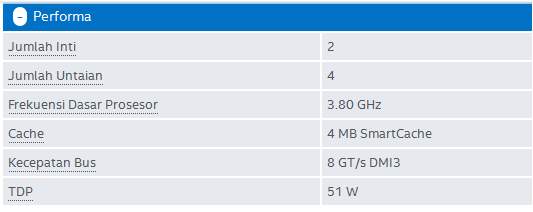 Performa
Jumlah Inti 2
Jumlah Untaian 4
Frekuensi Dasar Prosesor 3.80 GHz
Cache 4 MB SmartCache
Kecepatan Bus 8 GT/s DMI3
TDP 51 W